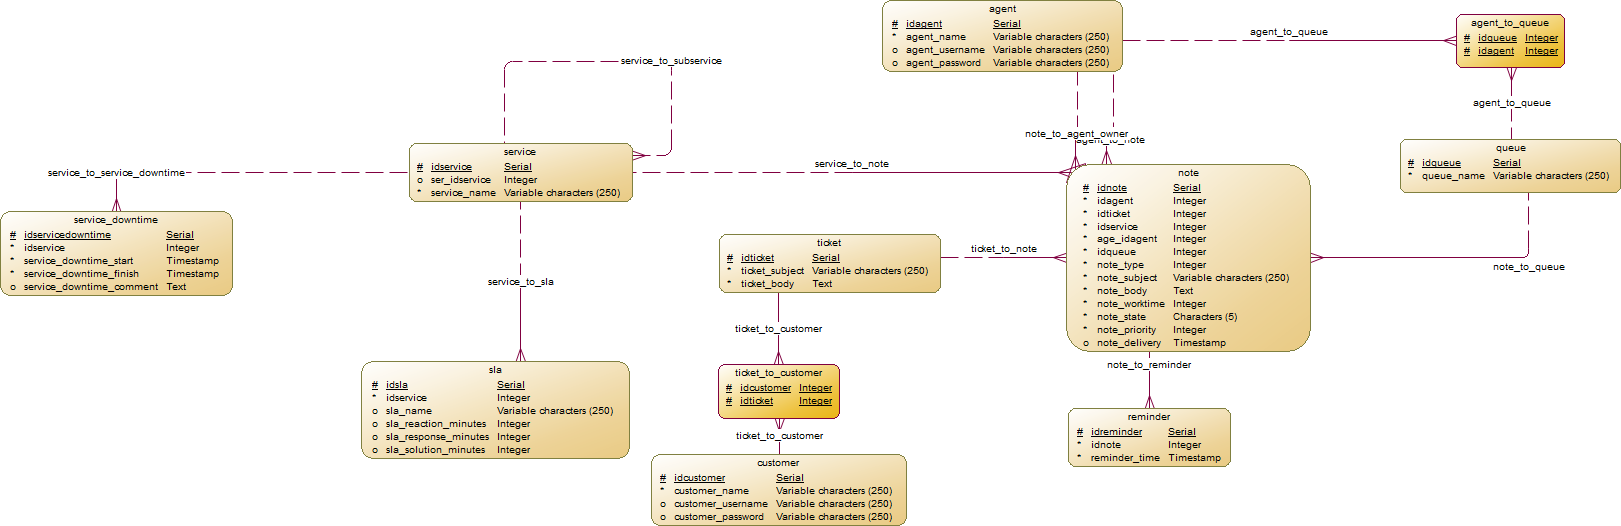 agent
# idagent Serial
* agent_name Variable characters (250)
o agent_username Variable characters (250)
o agent_password Variable characters (250)
agent_to_queue
agent_to_queue
# idqueue Integer
# idagent Integer
agent_to_queue
queue
# idqueue Serial
* queue_name Variable characters (250)
service_to_subservice
note_to_agent_owner
agent_to_note
service
# idservice Serial
o ser_idservice Integer
* service_name Variable characters (250)
service_to_service_downtime
service_to_note
service_downtime
# idservicedowntime Serial
* idservice Integer
* service_downtime_start Timestamp
* service_downtime_finish Timestamp
o service_downtime_comment Text
note
# idnote Serial
* idagent Integer
* idticket Integer
* idservice Integer
* age_idagent Integer
* idqueue Integer
* note_type Integer
* note_subject Variable characters (250)
* note_body Text
* note_worktime Integer
* note_state Characters (5)
* note_priority Integer
o note_delivery Timestamp
ticket
# idticket Serial
* ticket_subject Variable characters (250)
* ticket_body Text
ticket_to_note
note_to_queue
service_to_sla
ticket_to_customer
sla
# idsla Serial
* idservice Integer
o sla_name Variable characters (250)
o sla_reaction_minutes Integer
o sla_response_minutes Integer
o sla_solution_minutes Integer
ticket_to_customer
# idcustomer Integer
# idticket Integer
ticket_to_customer
customer
# idcustomer Serial
* customer_name Variable characters (250)
o customer_username Variable characters (250)
o customer_password Variable characters (250)
note_to_reminder
reminder
# idreminder Serial
* idnote Integer
* reminder_time Timestamp